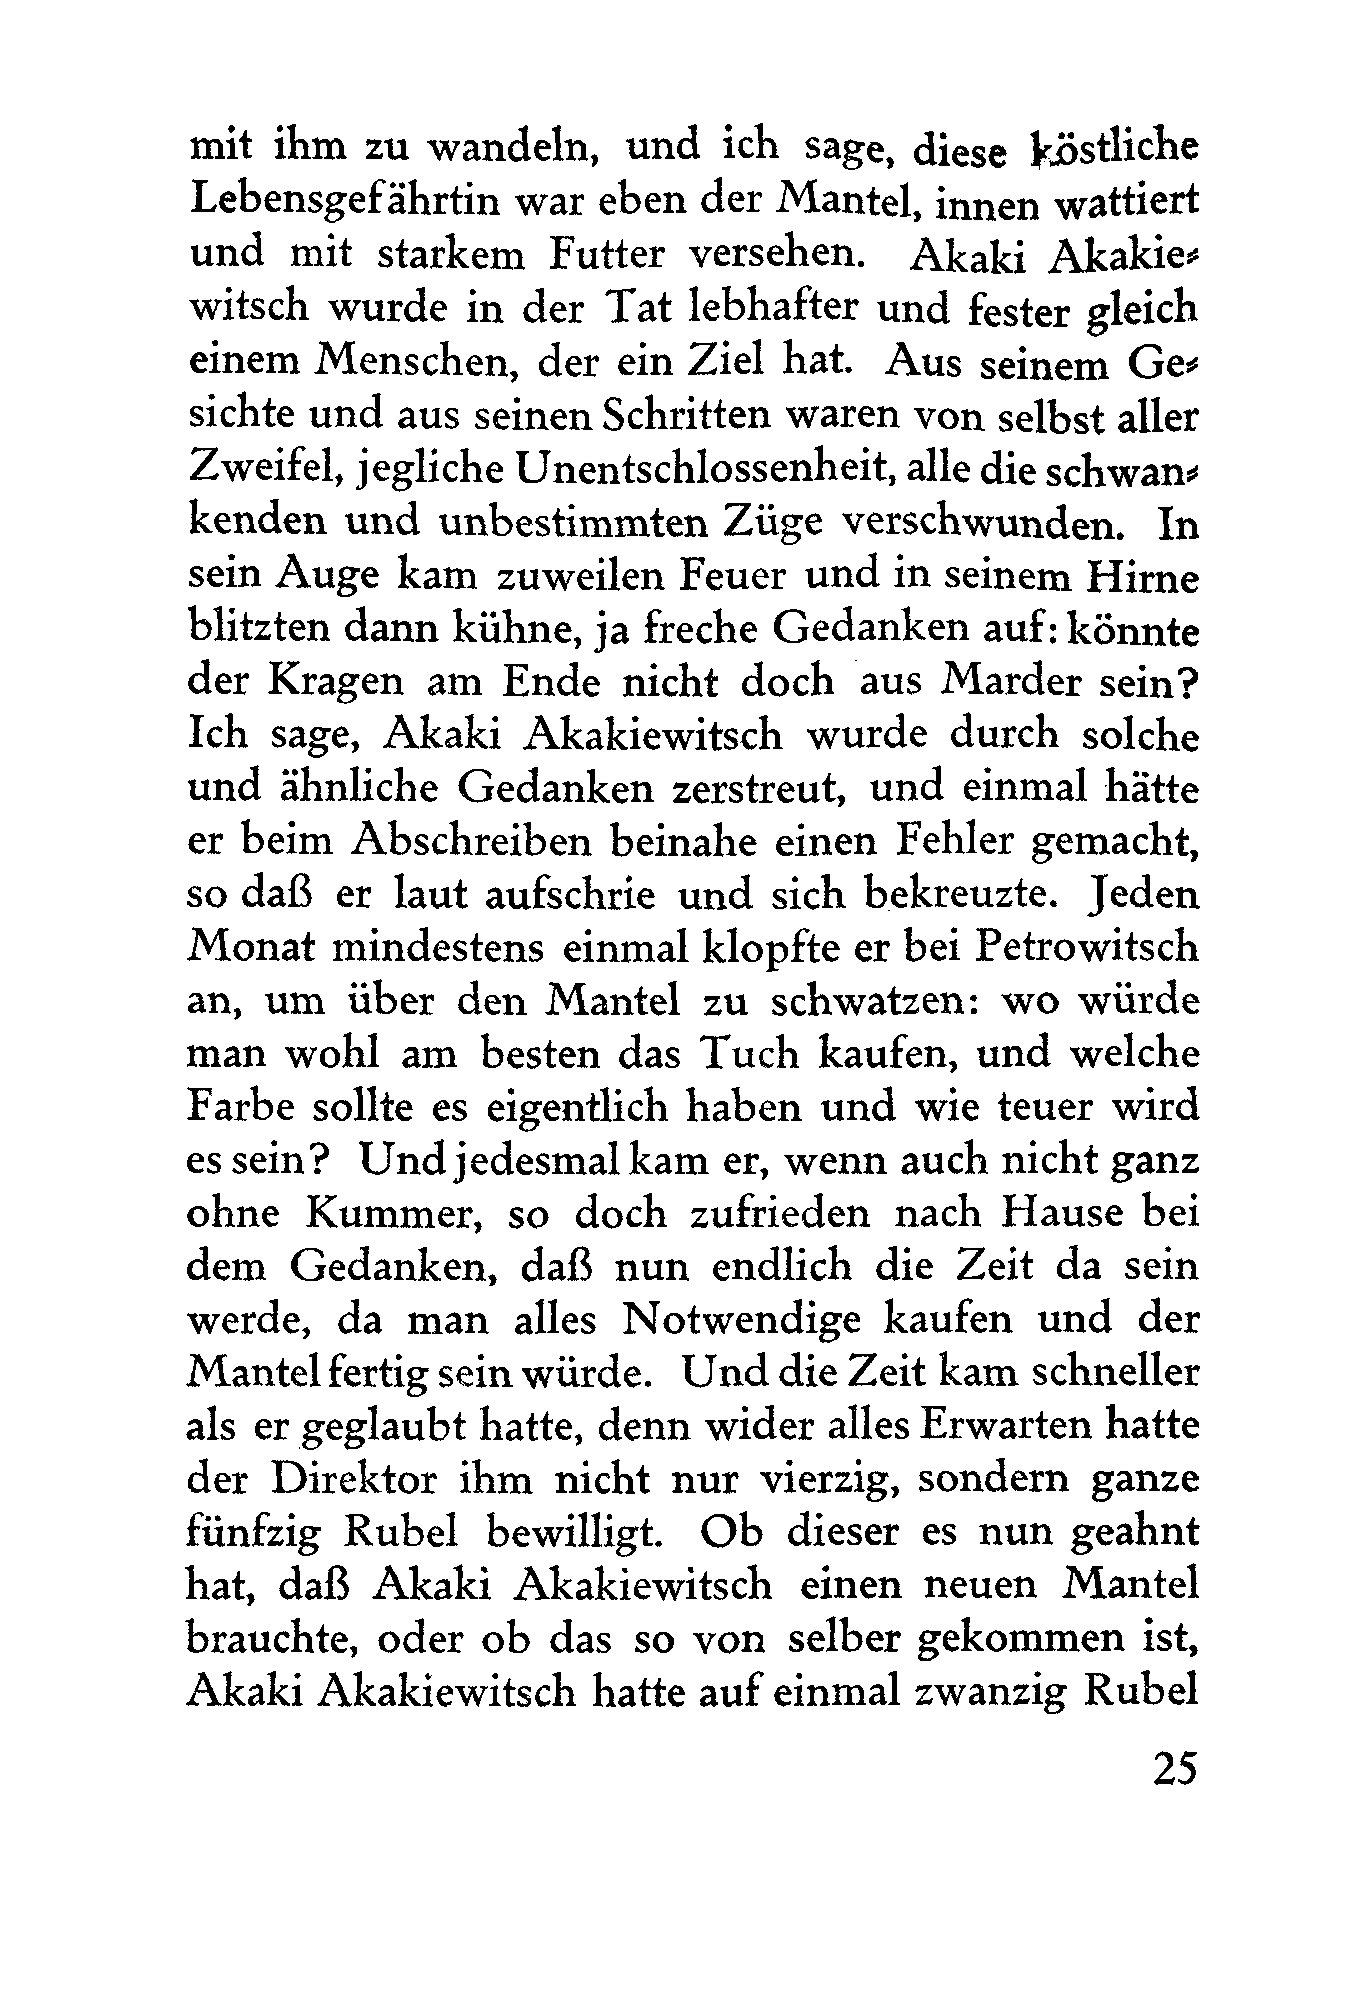 mit ihm zu wandeln, und ich sage, diese köstliche
Lebensgefährtin war eben der Mantel, innen wattiert
und mit starkem Futter versehen. Akaki Akakie⸗
witsch wurde in der Tat lebhafter und fester gleich
einem Menschen, der ein Ziel hat. Aus seinem Ge⸗
sichte und aus seinen Schritten waren von selbst aller
Zweifel, jegliche Unentschlossenheit, alle die schwan⸗
kenden und unbestimmten Züge verschwunden. In
sein Auge kam zuweilen Feuer und in seinem Hirne
blitzten dann kühne, ja freche Gedanken auf: könnte
der Kragen am Ende nicht doch aus Marder sein?
Ich sage, Akaki Akakiewitsch wurde durch solche
und ähnliche Gedanken zerstreut, und einmal hätte
er beim Abschreiben beinahe einen Fehler gemacht,
so daß er laut aufschrie und sich bekreuzte. Jeden
Monat mindestens einmal klopfte er bei Petrowitsch
an, um über den Mantel zu schwatzen: wo würde
man wohl am besten das Tuch kaufen, und welche
Farbe sollte es eigentlich haben und wie teuer wird
es sein? Und jedesmal kam er, wenn auch nicht ganz
ohne Kummer, so doch zufrieden nach Hause bei
dem Gedanken, daß nun endlich die Zeit da sein
werde, da man alles Notwendige kaufen und der
Mantel fertig sein würde. Und die Zeit kam schneller
als er geglaubt hatte, denn wider alles Erwarten hatte
der Direktor ihm nicht nur vierzig, sondern ganze
fünfzig Rubel bewilligt. Ob dieser es nun geahnt
hat, daß Akaki Akakiewitsch einen neuen Mantel
brauchte, oder ob das so von selber gekommen ist,
Akaki Akakiewitsch hatte auf einmal zwanzig Rubel
25